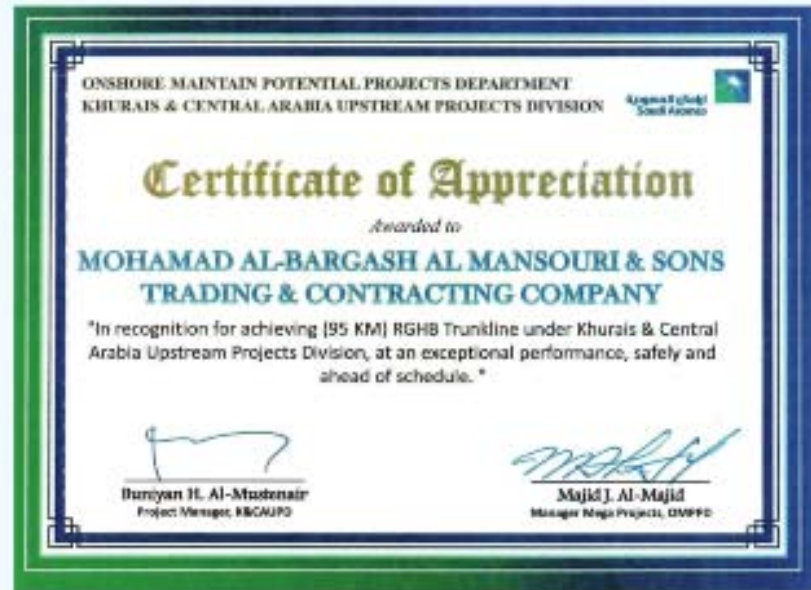 ONSHORE MAINTAIN POTENTIAL PROJECTS DEPARTMENT
KHURAIS & CENTRAL ARABIA UPSTREAM PROJECTS DIVISION
أرامكو السعودية
Saudi Aramco
Certificate of Appreciation
Awarded to
MOHAMAD AL-BARGASH AL MANSOURI & SONS
TRADING & CONTRACTING COMPANY
"In recognition for achieving (95 KM) RGHB Trunkline under Khurais & Central
Arabia Upstream Projects Division, at an exceptional performance, safely and
ahead of schedule. "
Buniyan H. Al-Mustenair
Project Manager, K&CAUPD
Majid J. Al-Majid
Manager Mega Projects, OMPPD